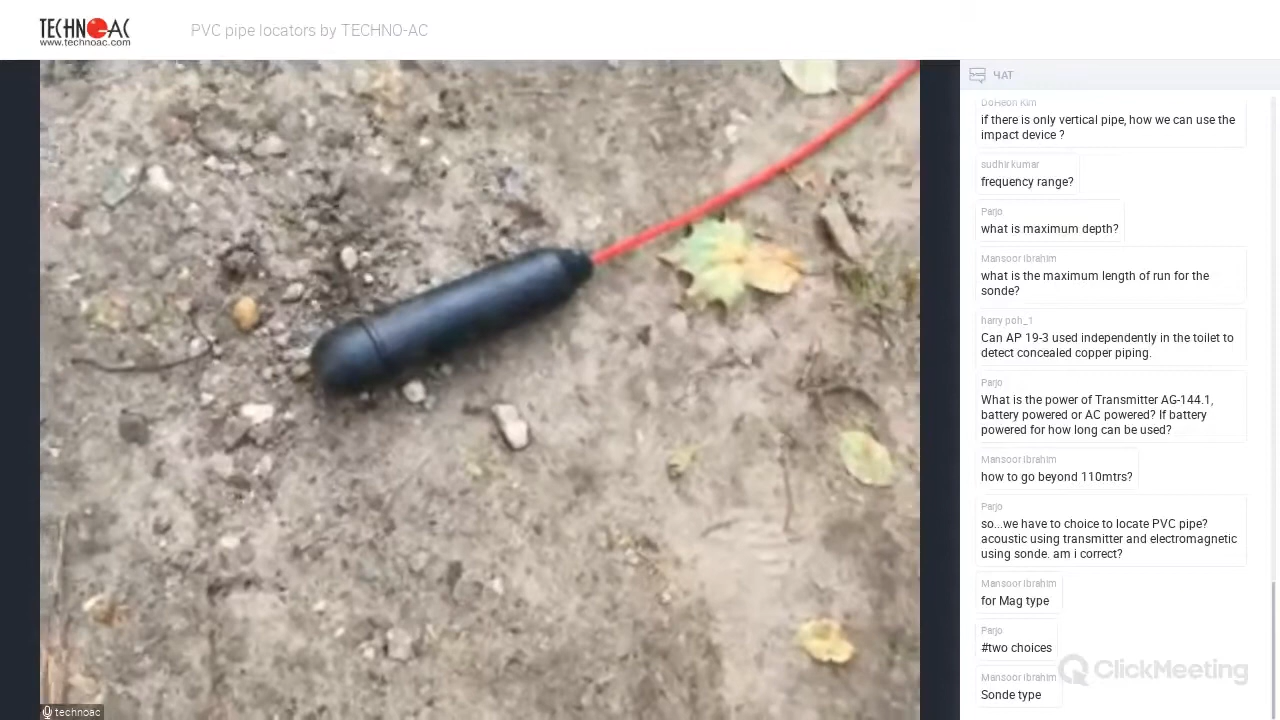 TECHNOAC
www.technoac.com
PVC pipe locators by TECHNO-AC
ЧАТ
DoHeon Kim
if there is only vertical pipe, how we can use the
impact device ?
sudhir kumar
frequency range?
Parjo
what is maximum depth?
Mansoor Ibrahim
what is the maximum length of run for the
sonde?
harry poh_1
Can AP 19-3 used independently in the toilet to
detect concealed copper piping.
Parjo
What is the power of Transmitter AG-144.1,
battery powered or AC powered? If battery
powered for how long can be used?
Mansoor Ibrahim
how to go beyond 110mtrs?
Parjo
so...we have to choice to locate PVC pipe?
acoustic using transmitter and electromagnetic
using sonde. am i correct?
Mansoor Ibrahim
for Mag type
Parjo
#two choices
Mansoor Ibrahim
Sonde type
ClickMeeting
technoac